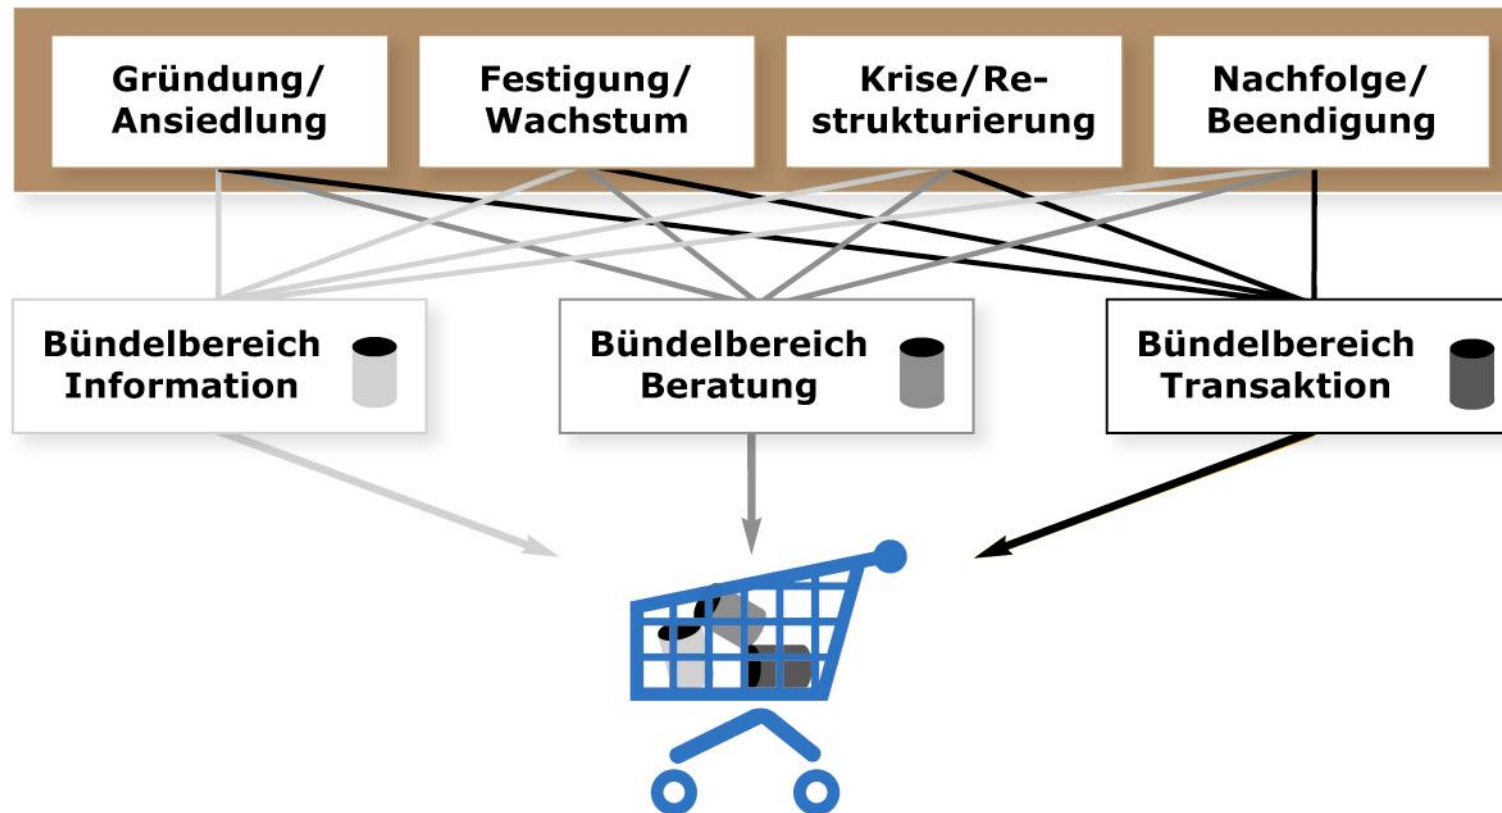 Gründung/
Ansiedlung
Festigung/
Wachstum
Krise/Re-
strukturierung
Nachfolge/
Beendigung
Bündelbereich
Information
Bündelbereich
Beratung
Bündelbereich
Transaktion